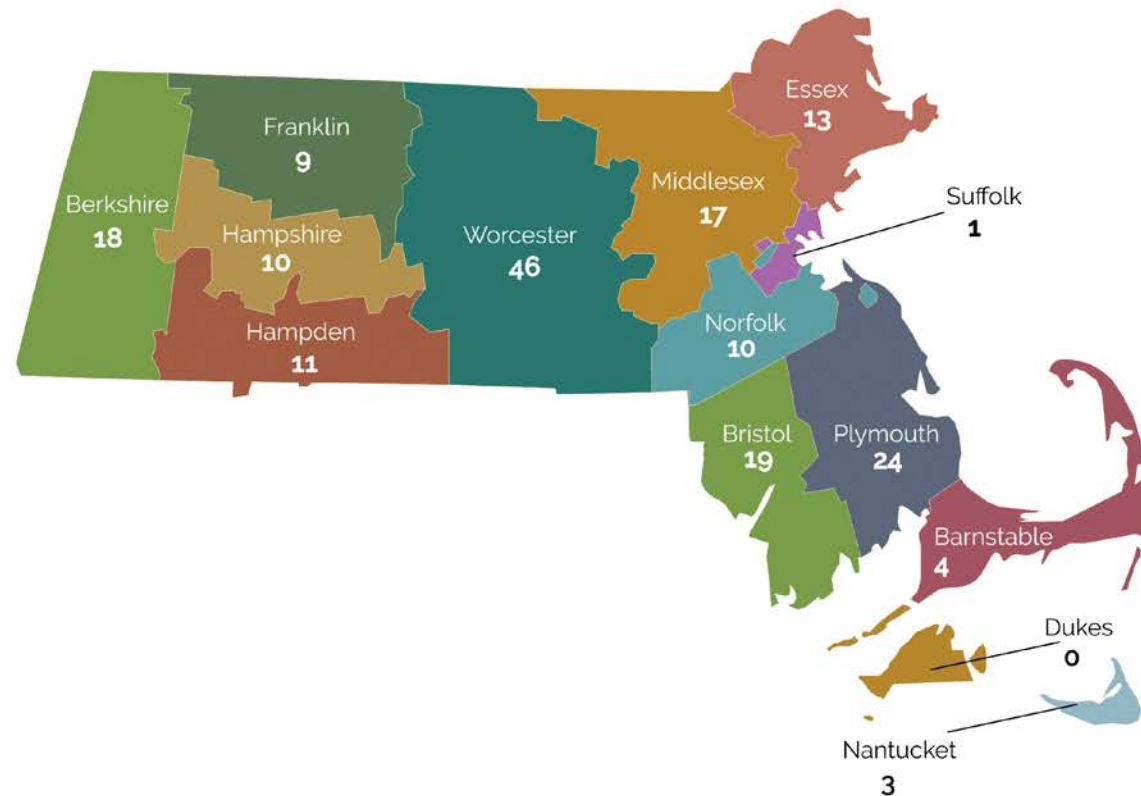 Essex
13
Franklin
9
Middlesex
17
Suffolk
1
Berkshire
18
Hampshire
10
Worcester
46
Hampden
11
Norfolk
10
Bristol
19
Plymouth
24
Barnstable
4
Dukes
0
Nantucket
3